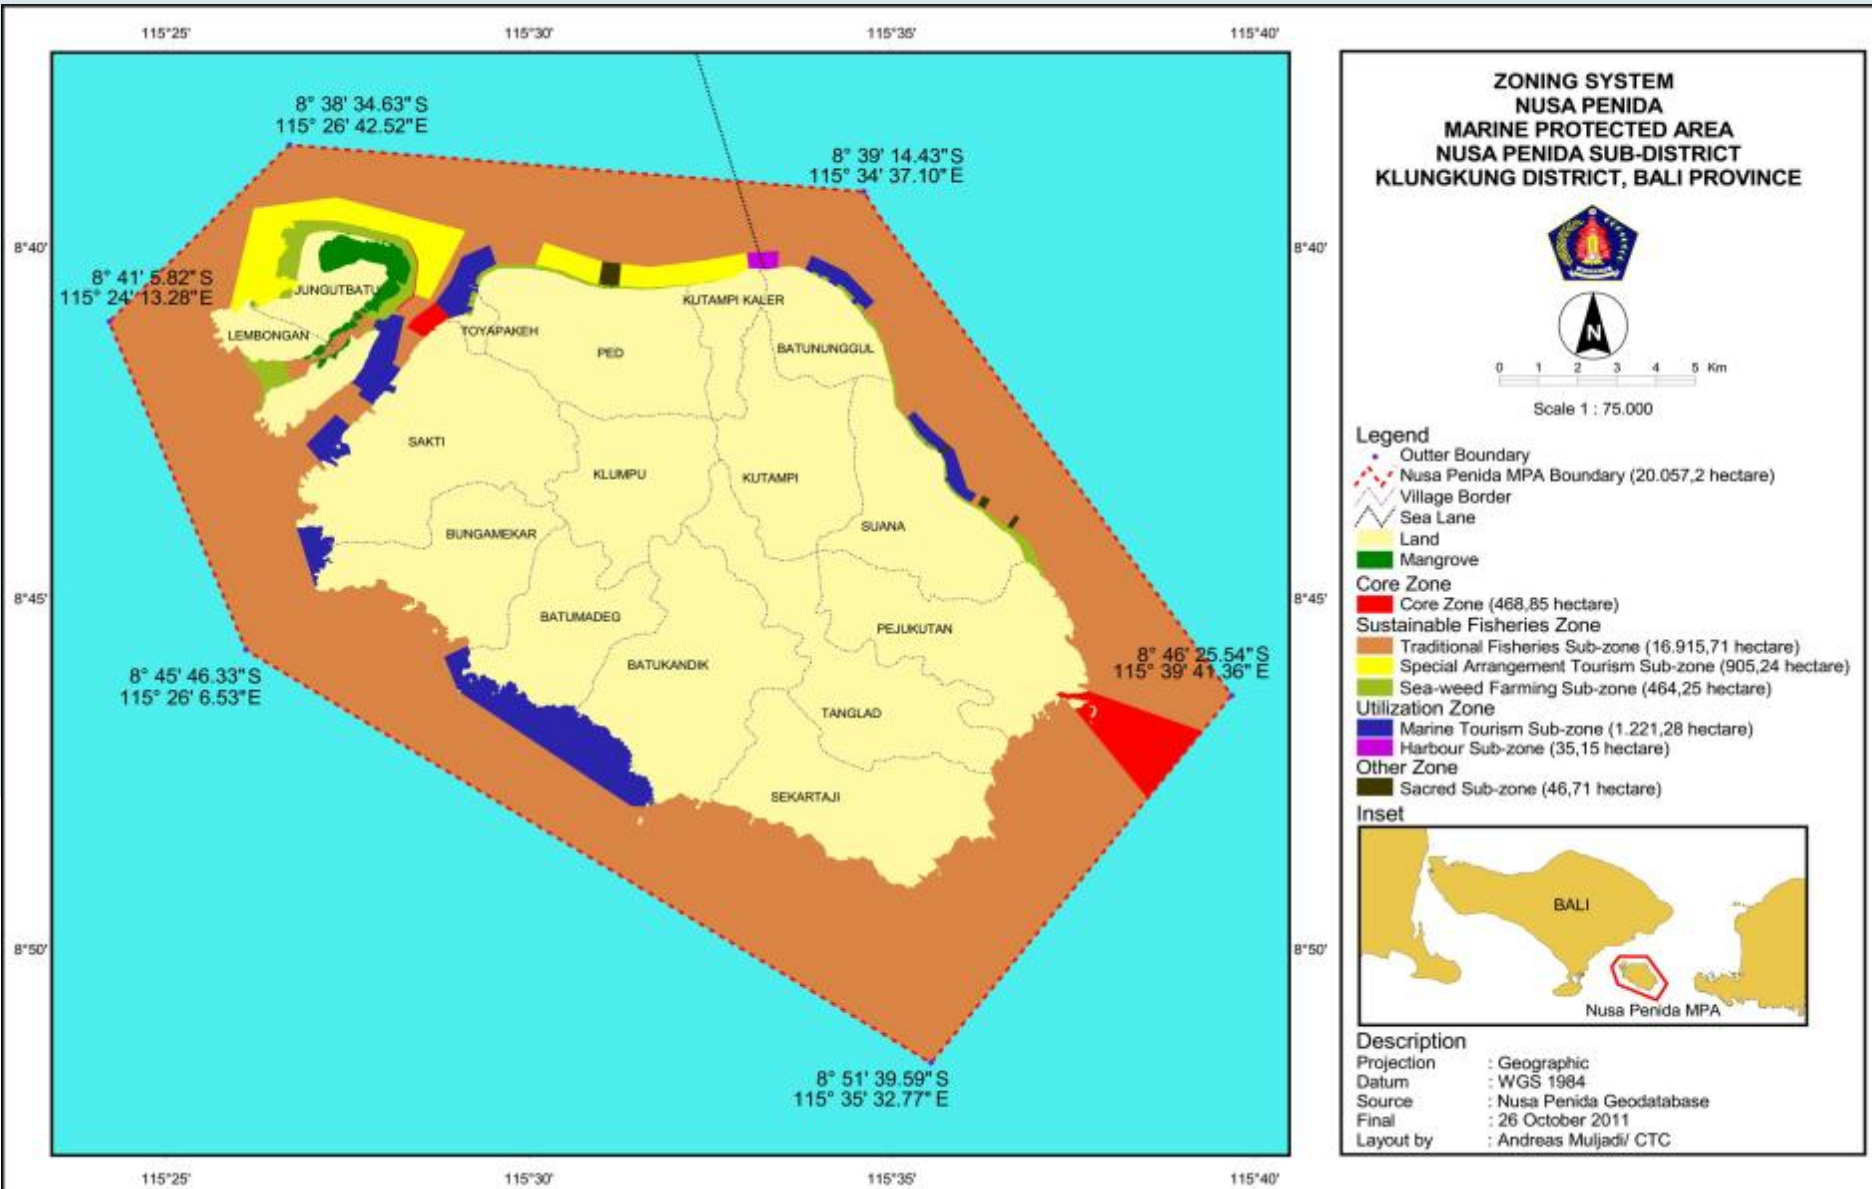 115°25'
115°30'
115°35'
115°40'
8° 38' 34.63" S
115° 26' 42.52" E
8° 39' 14.43" S
115° 34' 37.10" E
8°40'
8°40'
8° 41' 5.82" S
115° 24' 13.28" E
JUNGUTBATU
LEMBONGAN
TOYAPAKEH
PED
KUTAMPI KALER
BATUNUNGGUL
SAKTI
KLUMPU
KUTAMPI
SUANA
BUNGAMEKAR
8°45'
8°45'
BATUMADEG
PEJUKUTAN
BATUKANDIK
8° 46' 25.54" S
115° 39' 41.36" E
8° 45' 46.33" S
115° 26' 6.53" E
TANGLAD
SEKARTAJI
8°50'
8°50'
8° 51' 39.59" S
115° 35' 32.77" E
115°25'
115°30'
115°35'
115°40'
ZONING SYSTEM
NUSA PENIDA
MARINE PROTECTED AREA
NUSA PENIDA SUB-DISTRICT
KLUNGKUNG DISTRICT, BALI PROVINCE
N
0 1 2 3 4 5 Km
Scale 1 : 75.000
Legend
Outter Boundary
Nusa Penida MPA Boundary (20.057,2 hectare)
Village Border
Sea Lane
Land
Mangrove
Core Zone
Core Zone (468,85 hectare)
Sustainable Fisheries Zone
Traditional Fisheries Sub-zone (16.915,71 hectare)
Special Arrangement Tourism Sub-zone (905,24 hectare)
Sea-weed Farming Sub-zone (464,25 hectare)
Utilization Zone
Marine Tourism Sub-zone (1.221,28 hectare)
Harbour Sub-zone (35,15 hectare)
Other Zone
Sacred Sub-zone (46,71 hectare)
Inset
BALI
Nusa Penida MPA
Description
Projection : Geographic
Datum : WGS 1984
Source : Nusa Penida Geodatabase
Final : 26 October 2011
Layout by : Andreas Muljadi/ CTC